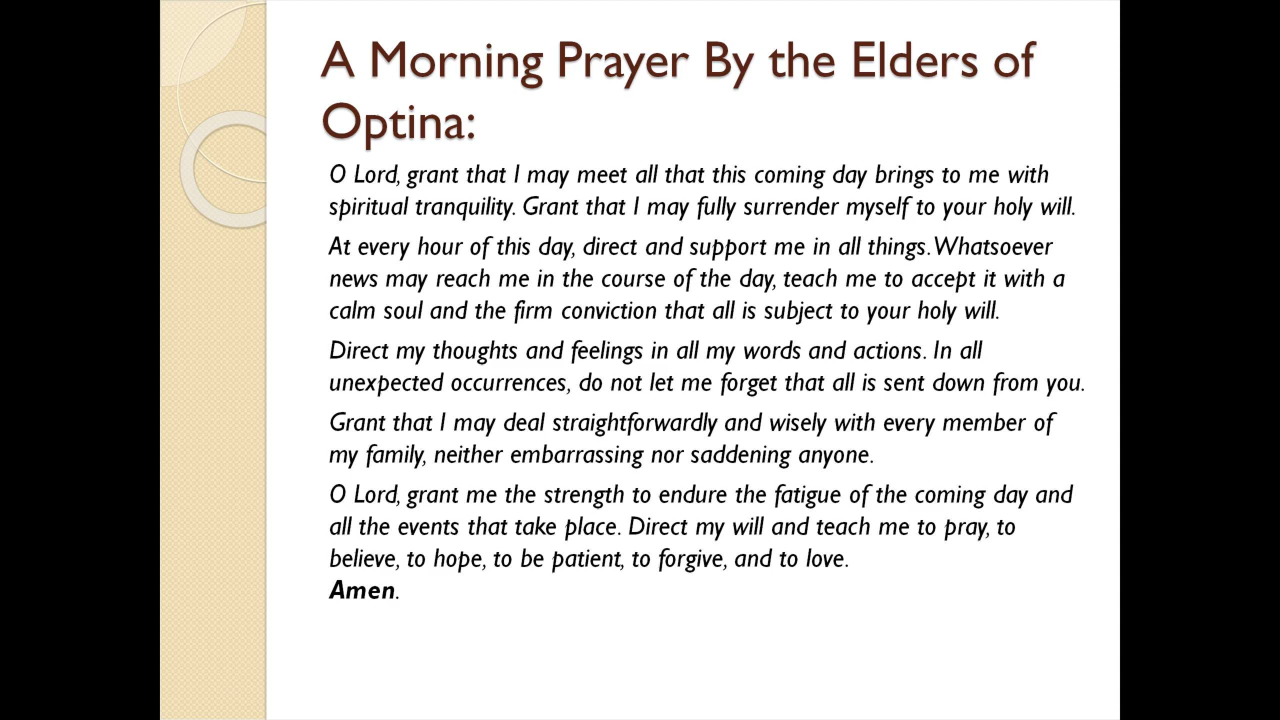 A Morning Prayer By the Elders of
Optina:
O Lord, grant that I may meet all that this coming day brings to me with
spiritual tranquility. Grant that I may fully surrender myself to your holy will.
At every hour of this day, direct and support me in all things. Whatsoever
news may reach me in the course of the day, teach me to accept it with a
calm soul and the firm conviction that all is subject to your holy will.
Direct my thoughts and feelings in all my words and actions. In all
unexpected occurrences, do not let me forget that all is sent down from you.
Grant that I may deal straightforwardly and wisely with every member of
my family, neither embarrassing nor saddening anyone.
O Lord, grant me the strength to endure the fatigue of the coming day and
all the events that take place. Direct my will and teach me to pray, to
believe, to hope, to be patient, to forgive, and to love.
Amen.